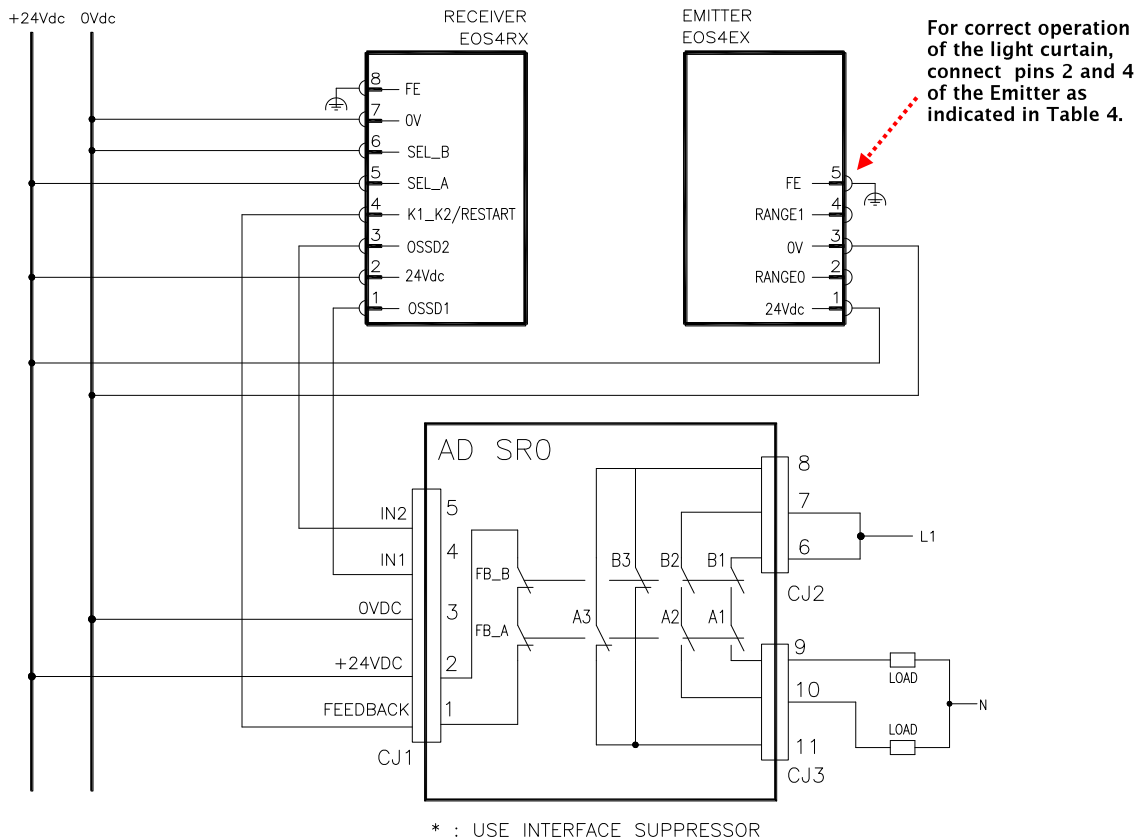 +24Vdc 0Vdc
RECEIVER
EOS4RX
EMITTER
EOS4EX
For correct operation
of the light curtain,
connect pins 2 and 4
of the Emitter as
indicated in Table 4.
8 FE
7 0V
6 SEL_B
5 SEL_A
4 K1_K2/RESTART
3 OSSD2
2 24Vdc
1 OSSD1
FE 5
RANGE1 4
0V 3
RANGE0 2
24Vdc 1
AD SR0
IN2 5
IN1 4
0VDC 3
+24VDC 2
FEEDBACK 1
CJ1
FB_B
FB_A
B3 B2 B1
A3 A2 A1
8
7
6
CJ2
L1
9
10
11
CJ3
LOAD
LOAD
N
* : USE INTERFACE SUPPRESSOR